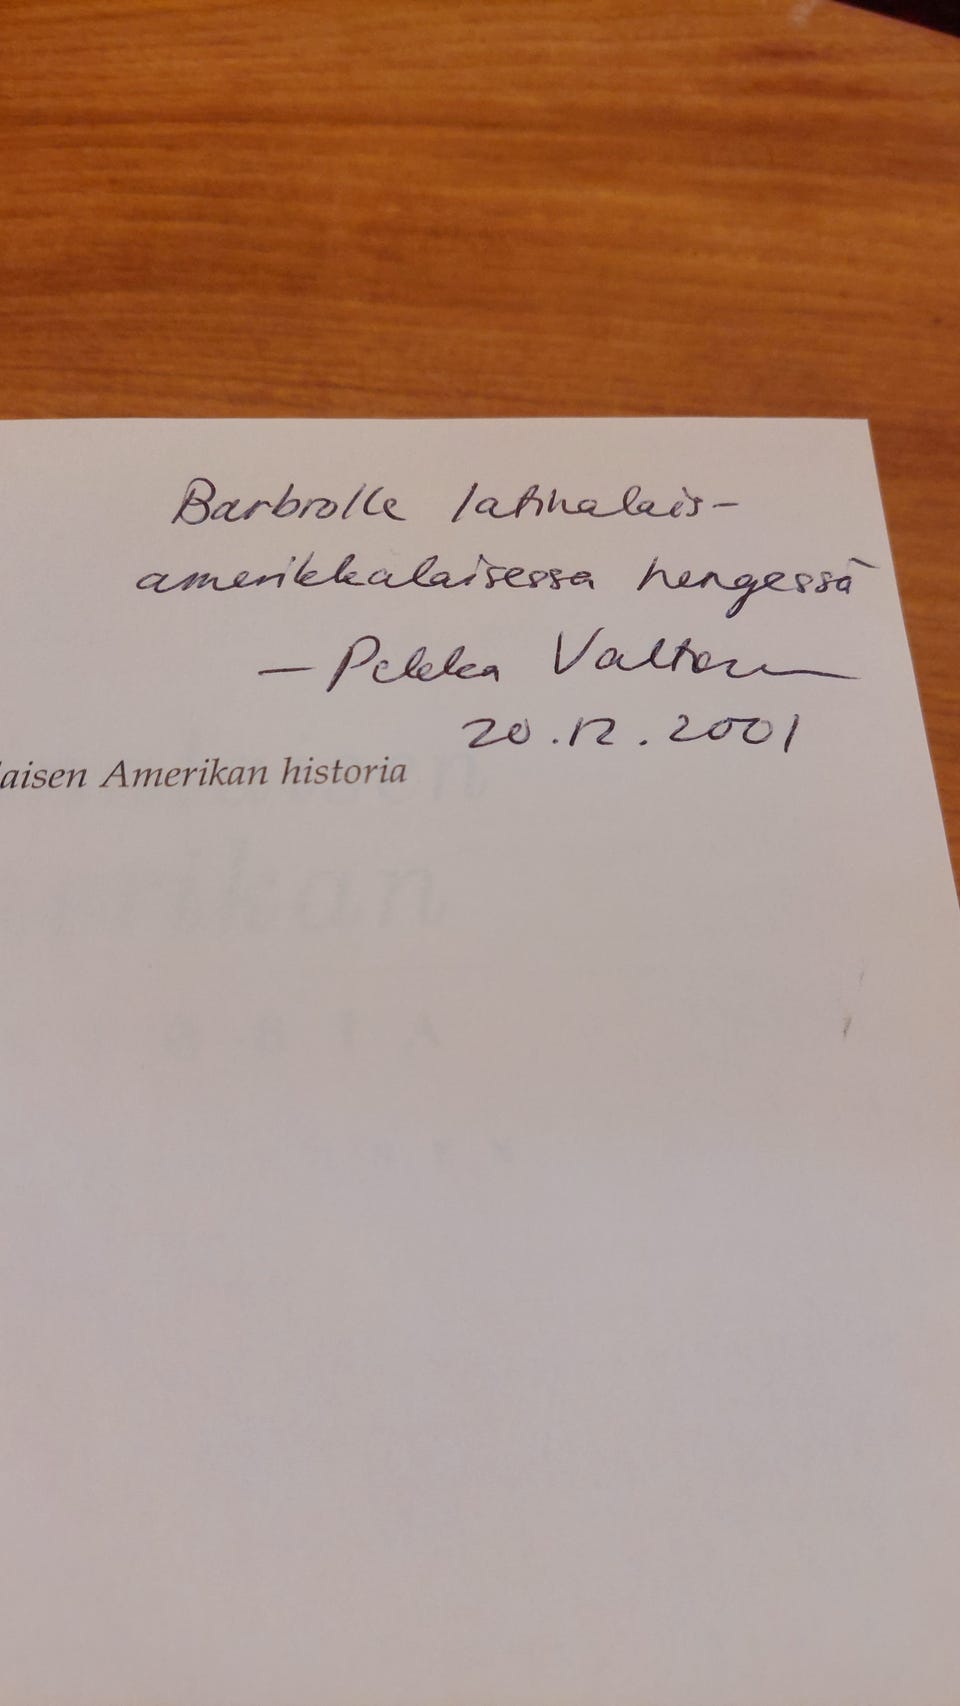 Barbrolle latinalais-
amerikkalaisessa hengessä
— Pekka Valtonen
20.12.2001
laisen Amerikan historia